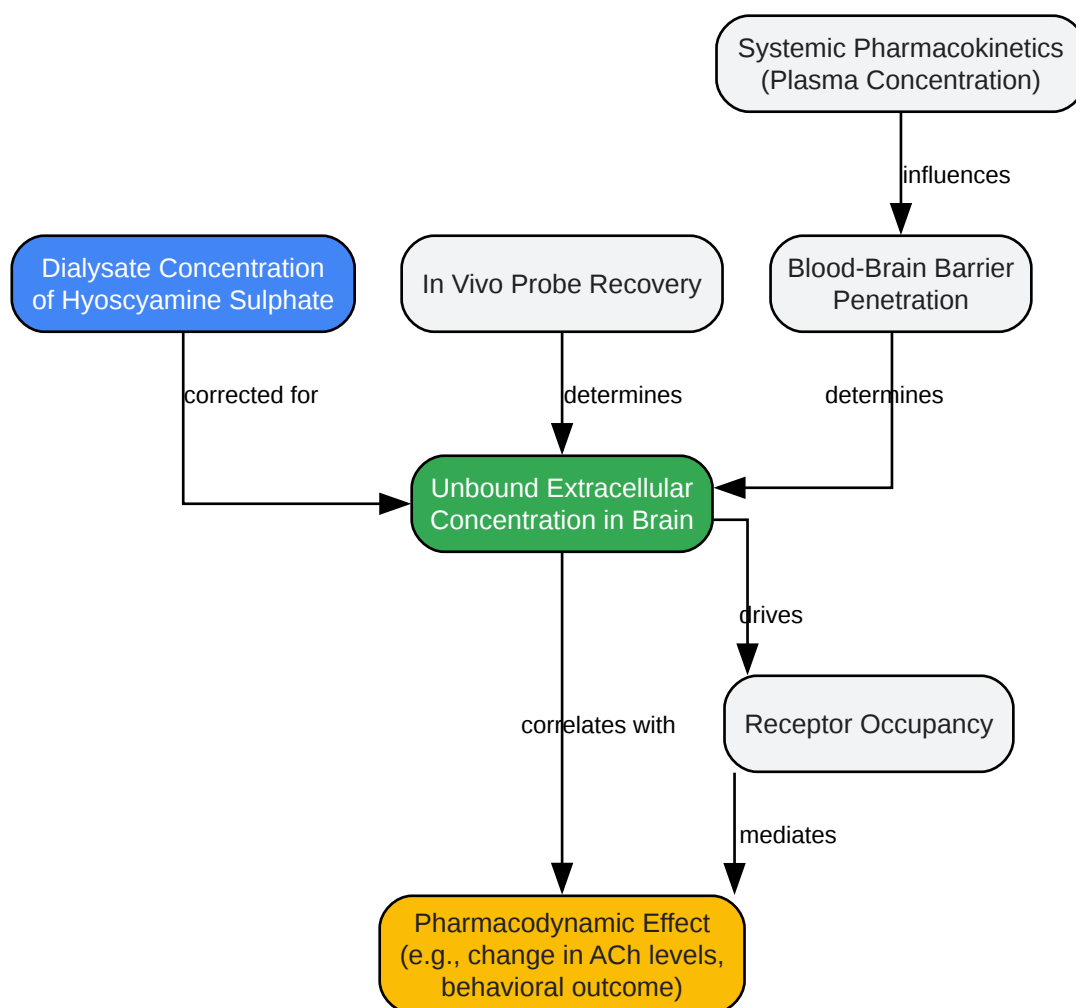 Systemic Pharmacokinetics
(Plasma Concentration)
influences
Dialysate Concentration
of Hyoscyamine Sulphate
In Vivo Probe Recovery
Blood-Brain Barrier
Penetration
corrected for
determines
determines
Unbound Extracellular
Concentration in Brain
drives
correlates with
Receptor Occupancy
mediates
Pharmacodynamic Effect
(e.g., change in ACh levels,
behavioral outcome)